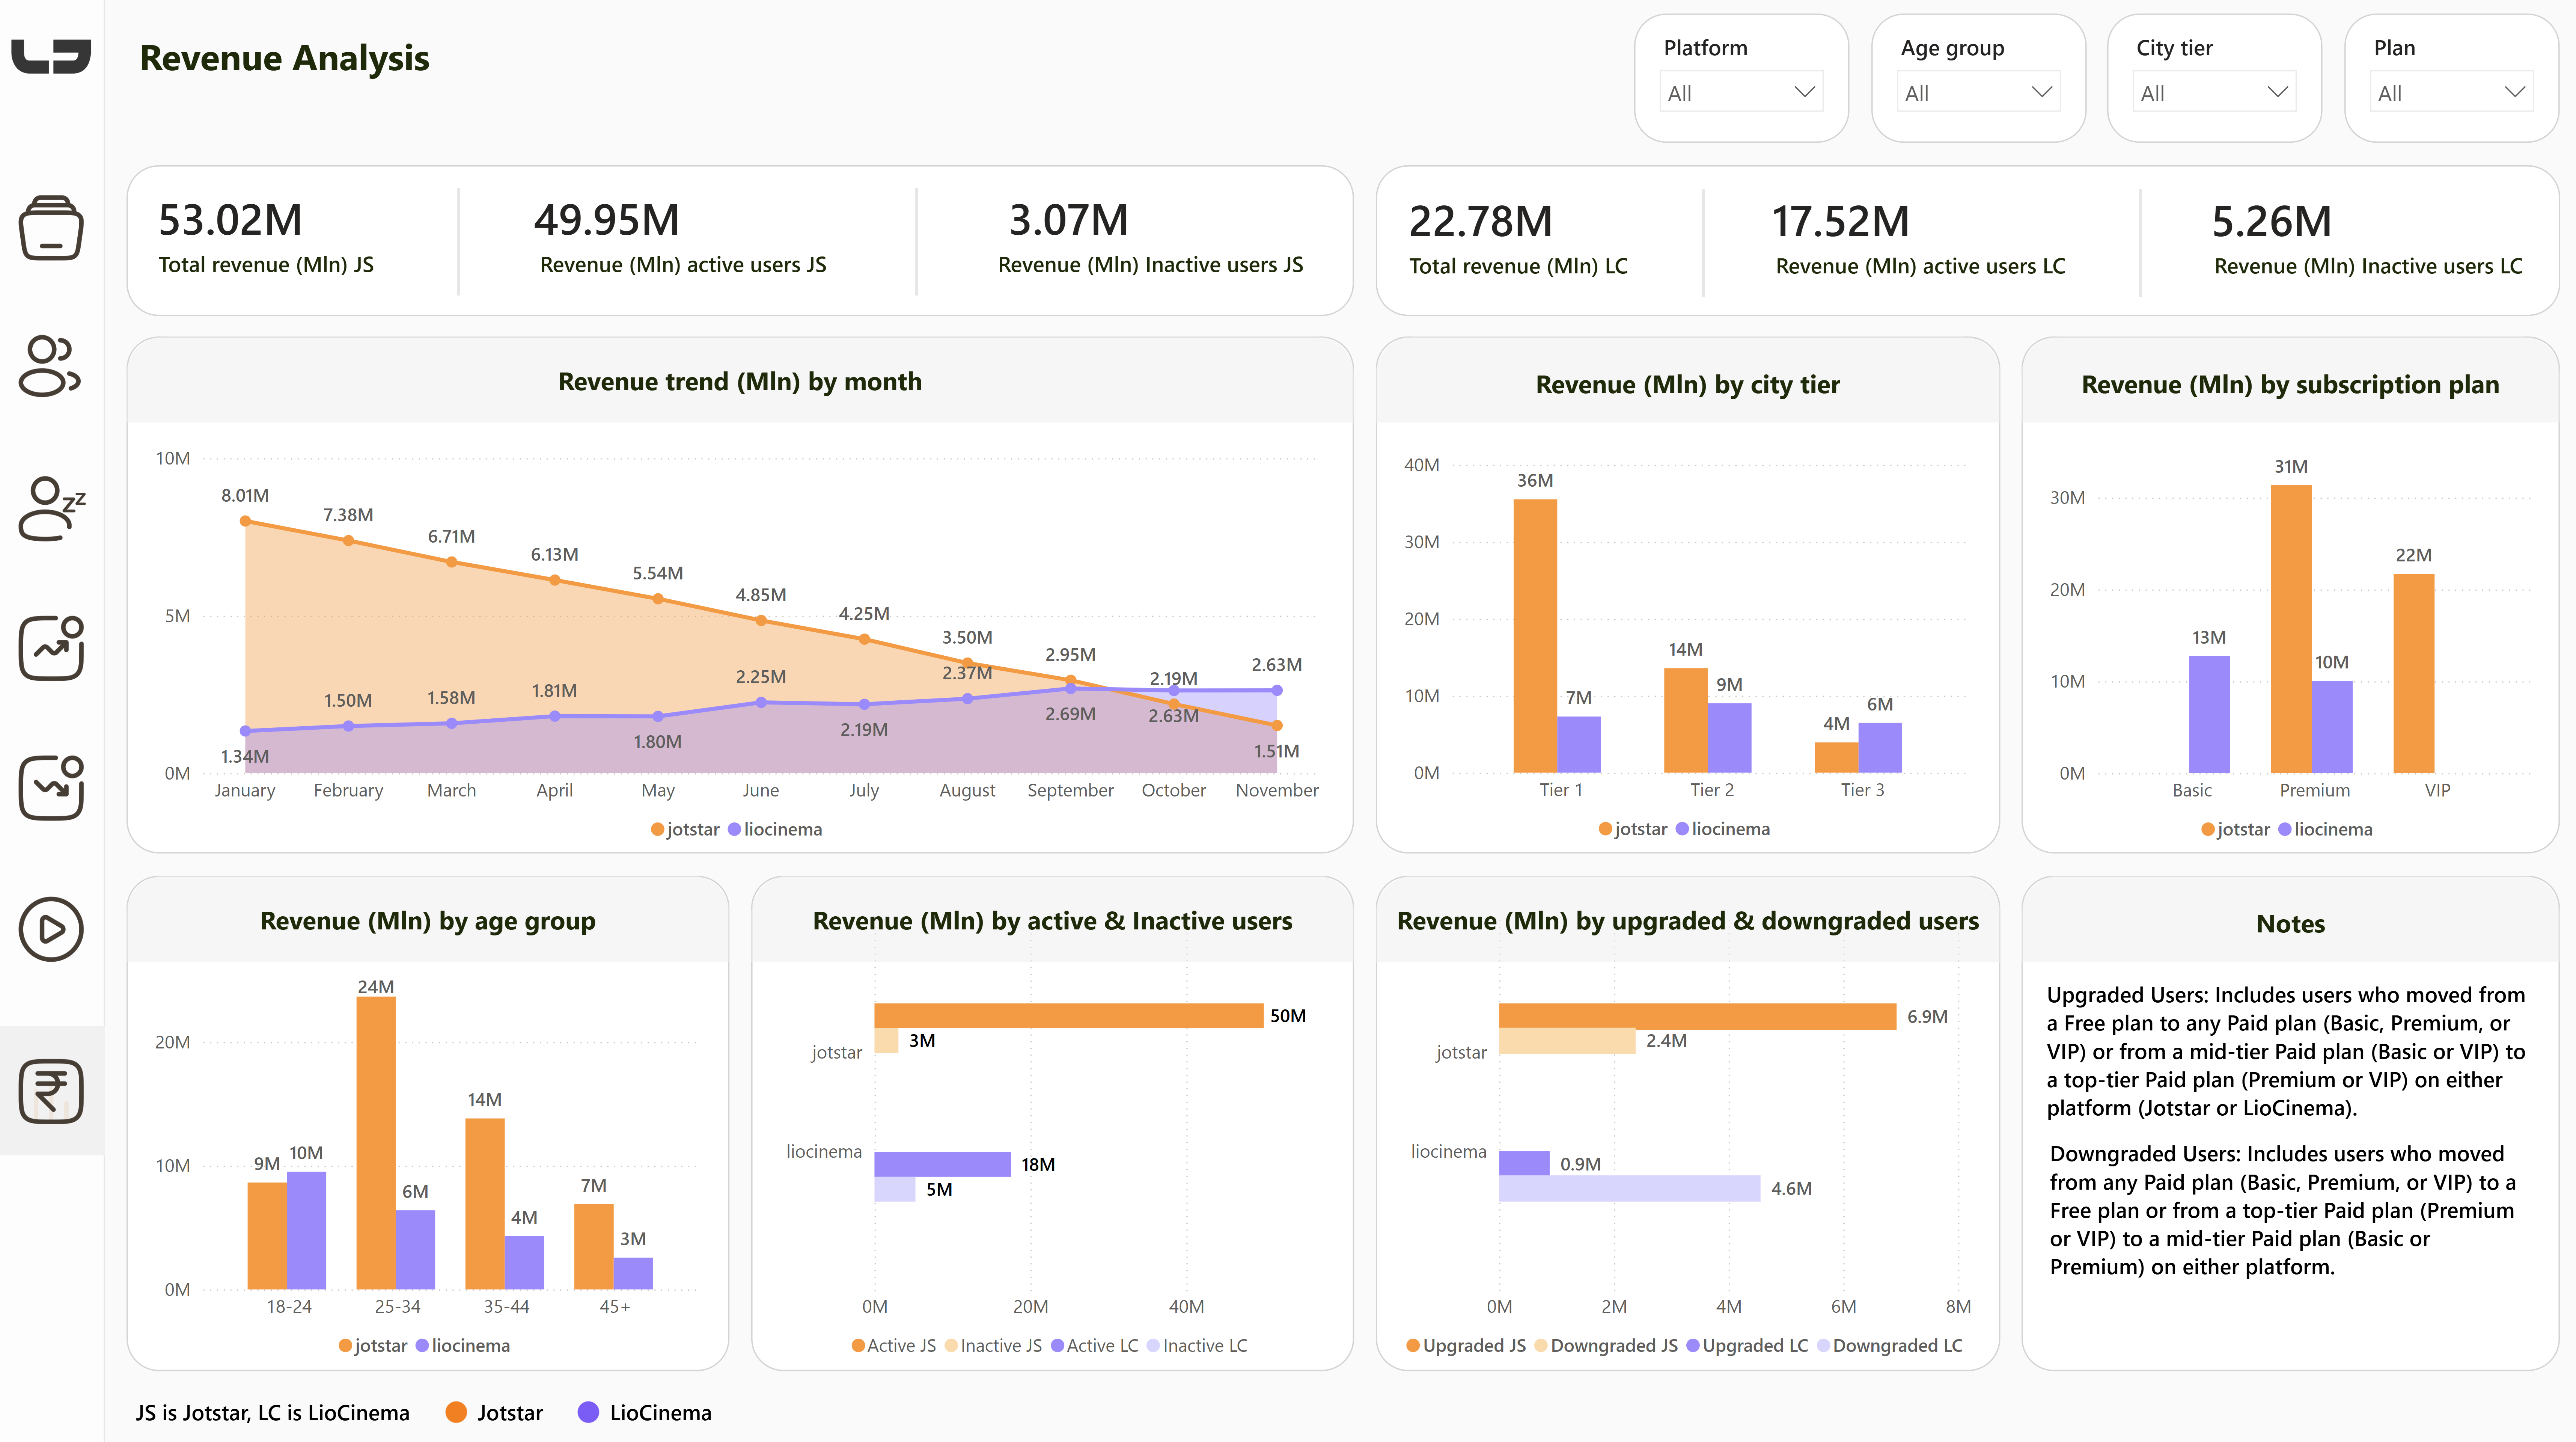 Revenue Analysis
Platform
All
Age group
All
City tier
All
Plan
All
53.02M
Total revenue (Mln) JS
49.95M
Revenue (Mln) active users JS
3.07M
Revenue (Mln) Inactive users JS
22.78M
Total revenue (Mln) LC
17.52M
Revenue (Mln) active users LC
5.26M
Revenue (Mln) Inactive users LC
Revenue trend (Mln) by month
10M
5M
0M
8.01M
7.38M
6.71M
6.13M
5.54M
4.85M
4.25M
3.50M
2.95M
2.19M
2.63M
1.34M
1.50M
1.58M
1.81M
1.80M
2.25M
2.19M
2.37M
2.69M
2.63M
1.51M
January February March April May June July August September October November
jotstar liocinema
Revenue (Mln) by city tier
40M
30M
20M
10M
0M
36M
7M
14M
9M
4M
6M
Tier 1 Tier 2 Tier 3
jotstar liocinema
Revenue (Mln) by subscription plan
30M
20M
10M
0M
13M
31M
10M
22M
Basic Premium VIP
jotstar liocinema
Revenue (Mln) by age group
20M
10M
0M
9M
10M
24M
6M
14M
4M
7M
3M
18-24 25-34 35-44 45+
jotstar liocinema
Revenue (Mln) by active & Inactive users
jotstar
50M
3M
liocinema
18M
5M
0M 20M 40M
Active JS Inactive JS Active LC Inactive LC
Revenue (Mln) by upgraded & downgraded users
jotstar
6.9M
2.4M
liocinema
0.9M
4.6M
0M 2M 4M 6M 8M
Upgraded JS Downgraded JS Upgraded LC Downgraded LC
Notes
Upgraded Users: Includes users who moved from
a Free plan to any Paid plan (Basic, Premium, or
VIP) or from a mid-tier Paid plan (Basic or VIP) to
a top-tier Paid plan (Premium or VIP) on either
platform (Jotstar or LioCinema).
Downgraded Users: Includes users who moved
from any Paid plan (Basic, Premium, or VIP) to a
Free plan or from a top-tier Paid plan (Premium
or VIP) to a mid-tier Paid plan (Basic or
Premium) on either platform.
JS is Jotstar, LC is LioCinema
Jotstar
LioCinema